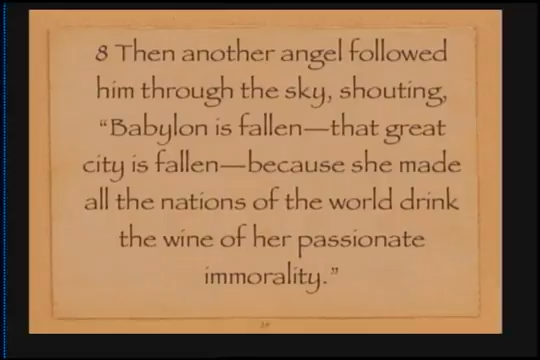 8 Then another angel followed
him through the sky, shouting,
“Babylon is fallen—that great
city is fallen—because she made
all the nations of the world drink
the wine of her passionate
immorality.”